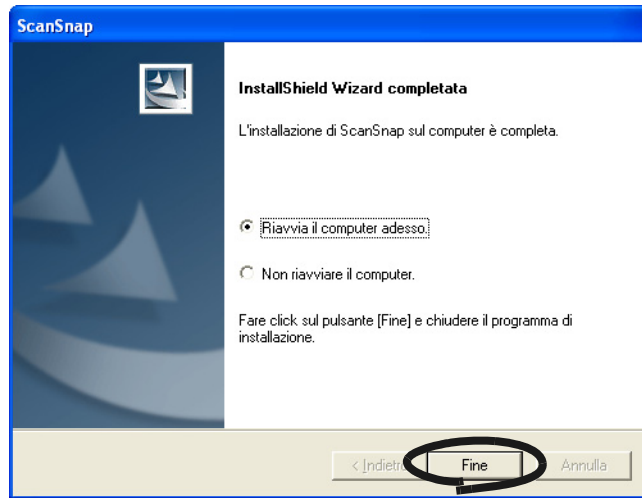 ScanSnap
InstallShield Wizard completata
L'installazione di ScanSnap sul computer è completa.
Riavvia il computer adesso.
Non riavviare il computer.
Fare click sul pulsante [Fine] e chiudere il programma di
installazione.
< Indietro Fine Annulla